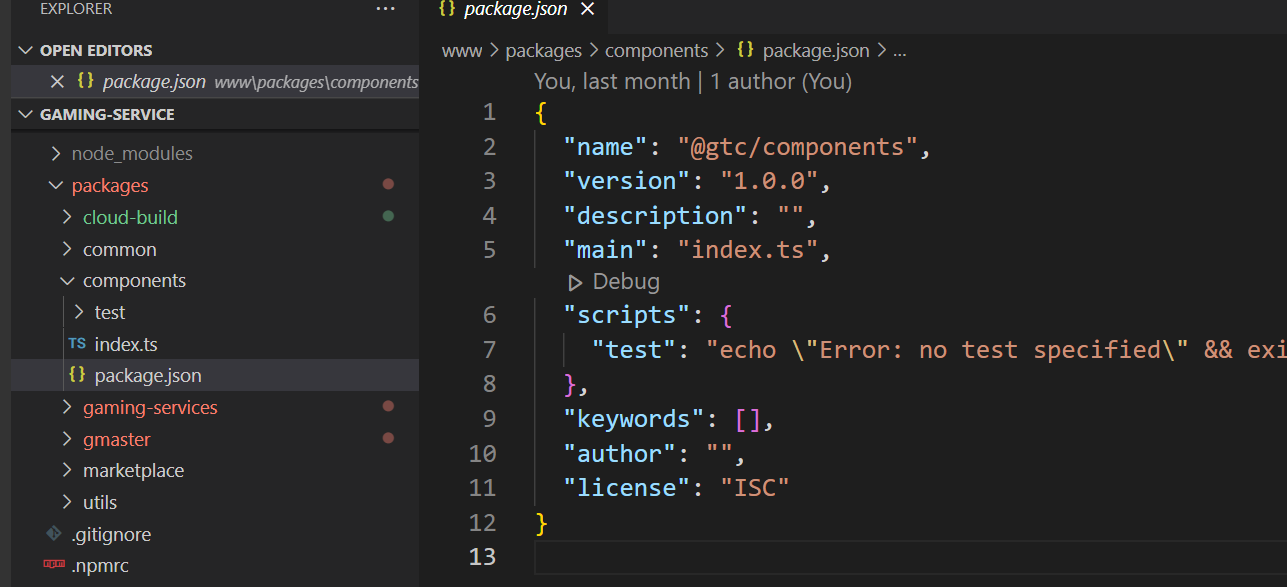 EXPLORER
...
OPEN EDITORS
{} package.json www\packages\components
GAMING-SERVICE
node_modules
packages
cloud-build
common
components
test
TS index.ts
{} package.json
gaming-services
gmaster
marketplace
utils
.gitignore
npm .npmrc
{} package.json
www > packages > components > {} package.json > ...
You, last month | 1 author (You)
1 {
2 "name": "@gtc/components",
3 "version": "1.0.0",
4 "description": "",
5 "main": "index.ts",
Debug
6 "scripts": {
7 "test": "echo \"Error: no test specified\" && exi
8 },
9 "keywords": [],
10 "author": "",
11 "license": "ISC"
12 }
13